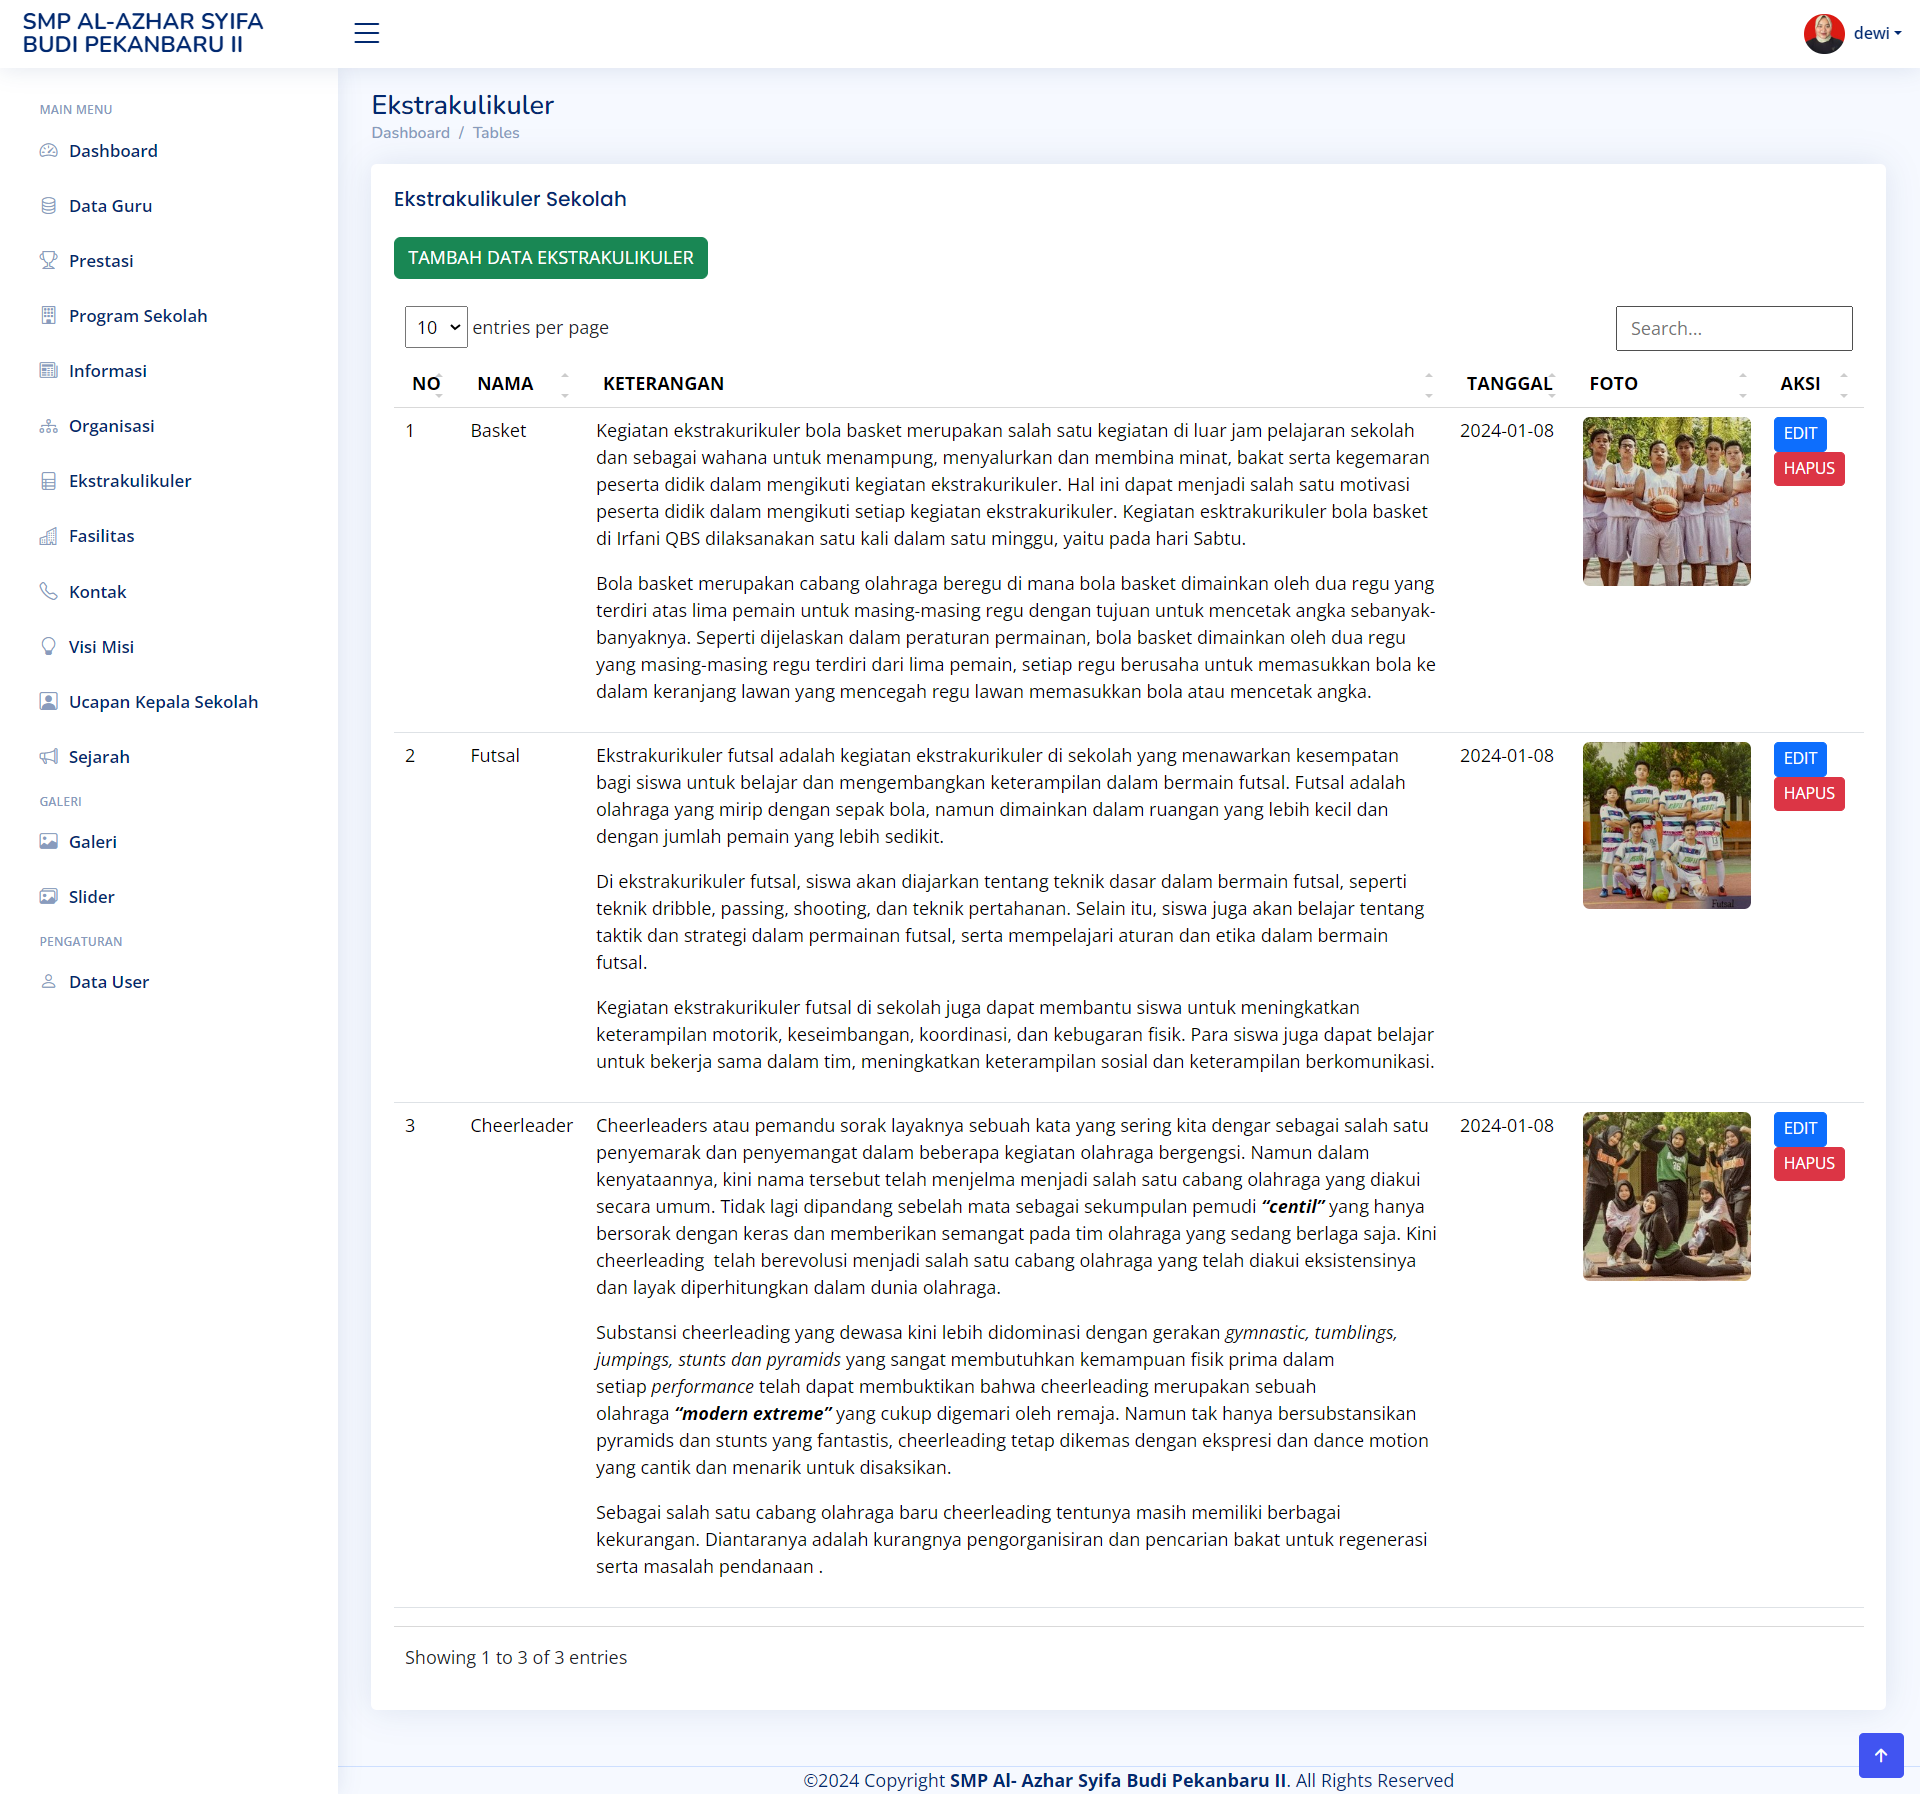 SMP AL-AZHAR SYIFA
BUDI PEKANBARU II
dewi
MAIN MENU
Dashboard
Data Guru
Prestasi
Program Sekolah
Informasi
Organisasi
Ekstrakulikuler
Fasilitas
Kontak
Visi Misi
Ucapan Kepala Sekolah
Sejarah
GALERI
Galeri
Slider
PENGATURAN
Data User
Ekstrakulikuler
Dashboard / Tables
Ekstrakulikuler Sekolah
TAMBAH DATA EKSTRAKULIKULER
10 entries per page
Search...
NO NAMA KETERANGAN TANGGAL FOTO AKSI
1 Basket 2024-01-08 EDIT HAPUS
Kegiatan ekstrakurikuler bola basket merupakan salah satu kegiatan di luar jam pelajaran sekolah
dan sebagai wahana untuk menampung, menyalurkan dan membina minat, bakat serta kegemaran
peserta didik dalam mengikuti kegiatan ekstrakurikuler. Hal ini dapat menjadi salah satu motivasi
peserta didik dalam mengikuti setiap kegiatan ekstrakurikuler. Kegiatan esktrakurikuler bola basket
di Irfani QBS dilaksanakan satu kali dalam satu minggu, yaitu pada hari Sabtu.
Bola basket merupakan cabang olahraga beregu di mana bola basket dimainkan oleh dua regu yang
terdiri atas lima pemain untuk masing-masing regu dengan tujuan untuk mencetak angka sebanyak-
banyaknya. Seperti dijelaskan dalam peraturan permainan, bola basket dimainkan oleh dua regu
yang masing-masing regu terdiri dari lima pemain, setiap regu berusaha untuk memasukkan bola ke
dalam keranjang lawan yang mencegah regu lawan memasukkan bola atau mencetak angka.
2 Futsal 2024-01-08 EDIT HAPUS
Ekstrakurikuler futsal adalah kegiatan ekstrakurikuler di sekolah yang menawarkan kesempatan
bagi siswa untuk belajar dan mengembangkan keterampilan dalam bermain futsal. Futsal adalah
olahraga yang mirip dengan sepak bola, namun dimainkan dalam ruangan yang lebih kecil dan
dengan jumlah pemain yang lebih sedikit.
Di ekstrakurikuler futsal, siswa akan diajarkan tentang teknik dasar dalam bermain futsal, seperti
teknik dribble, passing, shooting, dan teknik pertahanan. Selain itu, siswa juga akan belajar tentang
taktik dan strategi dalam permainan futsal, serta mempelajari aturan dan etika dalam bermain
futsal.
Kegiatan ekstrakurikuler futsal di sekolah juga dapat membantu siswa untuk meningkatkan
keterampilan motorik, keseimbangan, koordinasi, dan kebugaran fisik. Para siswa juga dapat belajar
untuk bekerja sama dalam tim, meningkatkan keterampilan sosial dan keterampilan berkomunikasi.
Futsal
3 Cheerleader 2024-01-08 EDIT HAPUS
Cheerleaders atau pemandu sorak layaknya sebuah kata yang sering kita dengar sebagai salah satu
penyemarak dan penyemangat dalam beberapa kegiatan olahraga bergengsi. Namun dalam
kenyataannya, kini nama tersebut telah menjelma menjadi salah satu cabang olahraga yang diakui
secara umum. Tidak lagi dipandang sebelah mata sebagai sekumpulan pemudi “centil” yang hanya
bersorak dengan keras dan memberikan semangat pada tim olahraga yang sedang berlaga saja. Kini
cheerleading telah berevolusi menjadi salah satu cabang olahraga yang telah diakui eksistensinya
dan layak diperhitungkan dalam dunia olahraga.
Substansi cheerleading yang dewasa kini lebih didominasi dengan gerakan gymnastic, tumblings,
jumpings, stunts dan pyramids yang sangat membutuhkan kemampuan fisik prima dalam
setiap performance telah dapat membuktikan bahwa cheerleading merupakan sebuah
olahraga “modern extreme” yang cukup digemari oleh remaja. Namun tak hanya bersubstansikan
pyramids dan stunts yang fantastis, cheerleading tetap dikemas dengan ekspresi dan dance motion
yang cantik dan menarik untuk disaksikan.
Sebagai salah satu cabang olahraga baru cheerleading tentunya masih memiliki berbagai
kekurangan. Diantaranya adalah kurangnya pengorganisiran dan pencarian bakat untuk regenerasi
serta masalah pendanaan .
Showing 1 to 3 of 3 entries
©2024 Copyright SMP Al- Azhar Syifa Budi Pekanbaru II. All Rights Reserved